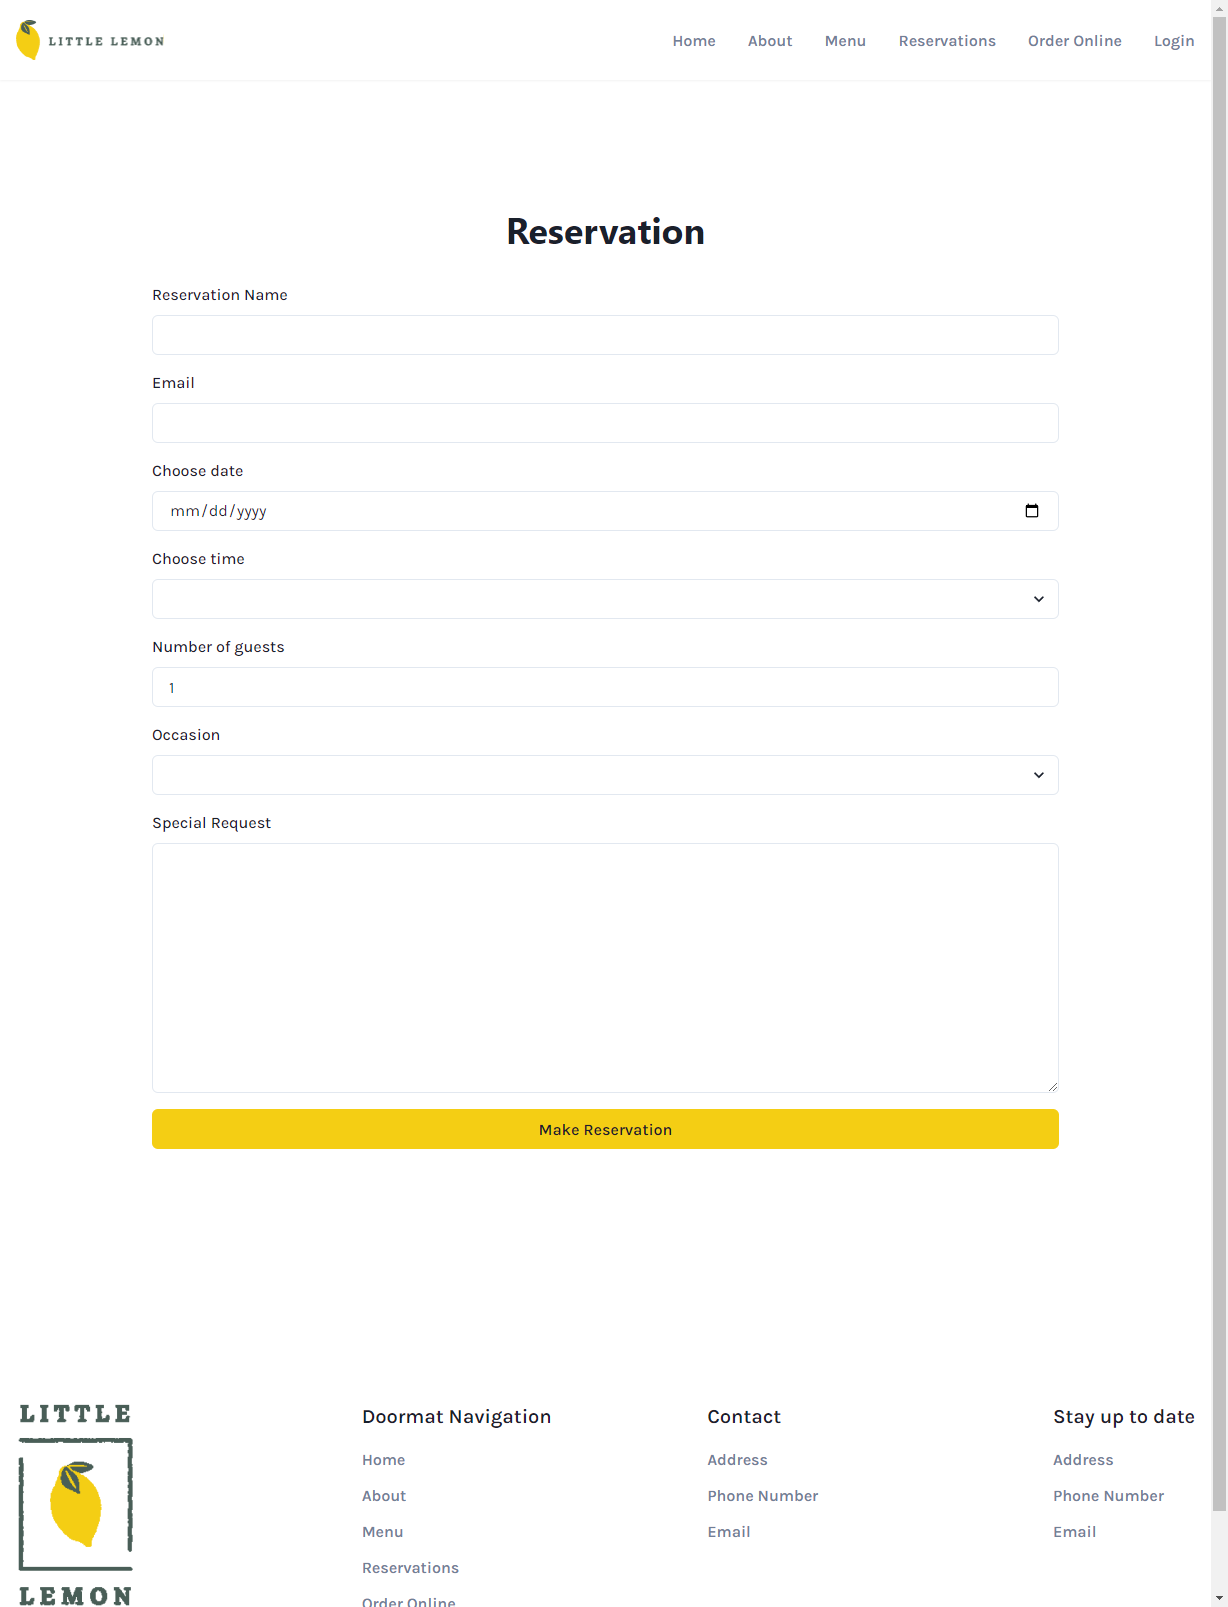 LITTLE LEMON
Home About Menu Reservations Order Online Login
Reservation
Reservation Name
Email
Choose date
mm/dd/yyyy
Choose time
Number of guests
1
Occasion
Special Request
Make Reservation
LITTLE
LEMON
Doormat Navigation
Home
About
Menu
Reservations
Order Online
Contact
Address
Phone Number
Email
Stay up to date
Address
Phone Number
Email